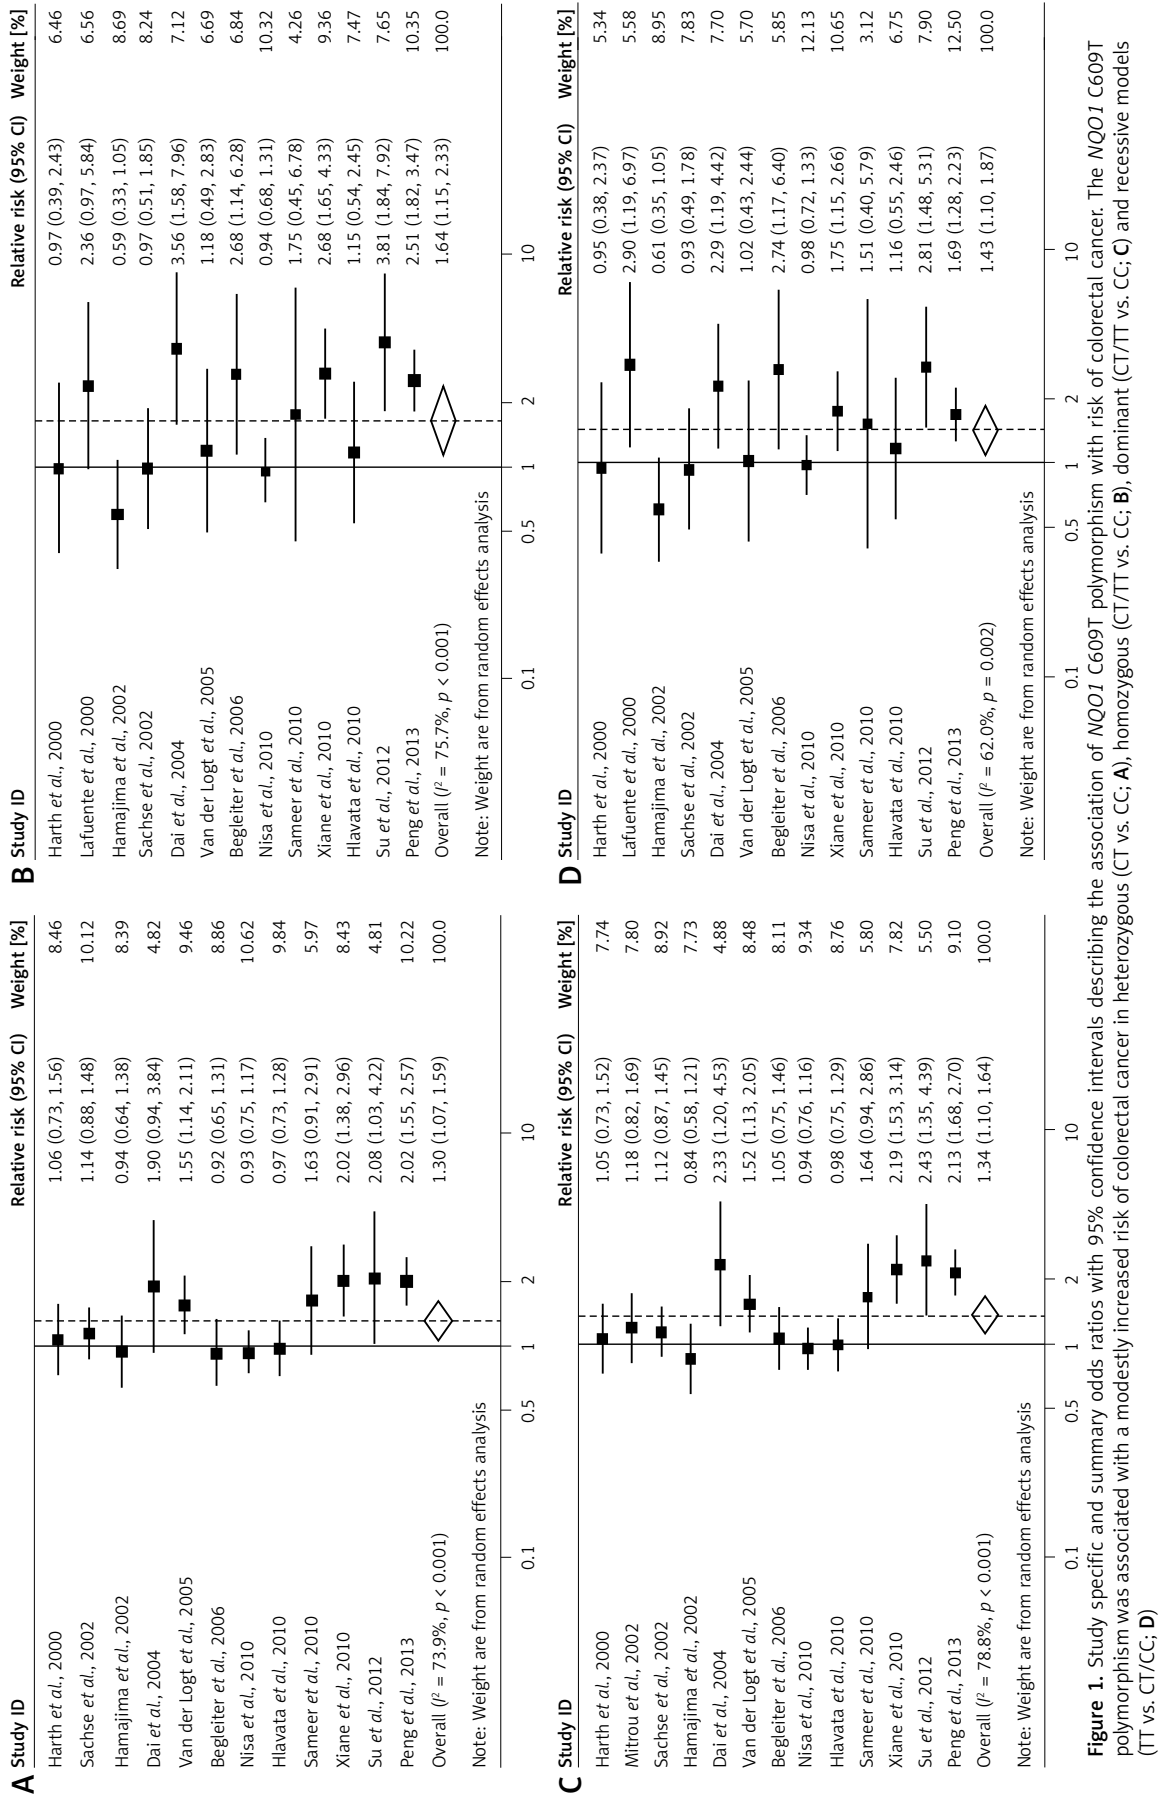 A Study ID Relative risk (95% CI) Weight [%]
Harth et al., 2000 1.06 (0.73, 1.56) 8.46
Sachse et al., 2002 1.14 (0.88, 1.48) 10.12
Hamajima et al., 2002 0.94 (0.64, 1.38) 8.39
Dai et al., 2004 1.90 (0.94, 3.84) 4.82
Van der Logt et al., 2005 1.55 (1.14, 2.11) 9.46
Begleiter et al., 2006 0.92 (0.65, 1.31) 8.86
Nisa et al., 2010 0.93 (0.75, 1.17) 10.62
Hlavata et al., 2010 0.97 (0.73, 1.28) 9.84
Sameer et al., 2010 1.63 (0.91, 2.91) 5.97
Xiane et al., 2010 2.02 (1.38, 2.96) 8.43
Su et al., 2012 2.08 (1.03, 4.22) 4.81
Peng et al., 2013 2.02 (1.55, 2.57) 10.22
Overall (I² = 73.9%, p < 0.001) 1.30 (1.07, 1.59) 100.0
Note: Weight are from random effects analysis
0.1 0.5 1 2 10
B Study ID Relative risk (95% CI) Weight [%]
Harth et al., 2000 0.97 (0.39, 2.43) 6.46
Lafuente et al., 2000 2.36 (0.97, 5.84) 6.56
Hamajima et al., 2002 0.59 (0.33, 1.05) 8.69
Sachse et al., 2002 0.97 (0.51, 1.85) 8.24
Dai et al., 2004 3.56 (1.58, 7.96) 7.12
Van der Logt et al., 2005 1.18 (0.49, 2.83) 6.69
Begleiter et al., 2006 2.68 (1.14, 6.28) 6.84
Nisa et al., 2010 0.94 (0.68, 1.31) 10.32
Sameer et al., 2010 1.75 (0.45, 6.78) 4.26
Xiane et al., 2010 2.68 (1.65, 4.33) 9.36
Hlavata et al., 2010 1.15 (0.54, 2.45) 7.47
Su et al., 2012 3.81 (1.84, 7.92) 7.65
Peng et al., 2013 2.51 (1.82, 3.47) 10.35
Overall (I² = 75.7%, p < 0.001) 1.64 (1.15, 2.33) 100.0
Note: Weight are from random effects analysis
0.1 0.5 1 2 10
C Study ID Relative risk (95% CI) Weight [%]
Harth et al., 2000 1.05 (0.73, 1.52) 7.74
Mitrou et al., 2002 1.18 (0.82, 1.69) 7.80
Sachse et al., 2002 1.12 (0.87, 1.45) 8.92
Hamajima et al., 2002 0.84 (0.58, 1.21) 7.73
Dai et al., 2004 2.33 (1.20, 4.53) 4.88
Van der Logt et al., 2005 1.52 (1.13, 2.05) 8.48
Begleiter et al., 2006 1.05 (0.75, 1.46) 8.11
Nisa et al., 2010 0.94 (0.76, 1.16) 9.34
Hlavata et al., 2010 0.98 (0.75, 1.29) 8.76
Sameer et al., 2010 1.64 (0.94, 2.86) 5.80
Xiane et al., 2010 2.19 (1.53, 3.14) 7.82
Su et al., 2012 2.43 (1.35, 4.39) 5.50
Peng et al., 2013 2.13 (1.68, 2.70) 9.10
Overall (I² = 78.8%, p < 0.001) 1.34 (1.10, 1.64) 100.0
Note: Weight are from random effects analysis
0.1 0.5 1 2 10
D Study ID Relative risk (95% CI) Weight [%]
Harth et al., 2000 0.95 (0.38, 2.37) 5.34
Lafuente et al., 2000 2.90 (1.19, 6.97) 5.58
Hamajima et al., 2002 0.61 (0.35, 1.05) 8.95
Sachse et al., 2002 0.93 (0.49, 1.78) 7.83
Dai et al., 2004 2.29 (1.19, 4.42) 7.70
Van der Logt et al., 2005 1.02 (0.43, 2.44) 5.70
Begleiter et al., 2006 2.74 (1.17, 6.40) 5.85
Nisa et al., 2010 0.98 (0.72, 1.33) 12.13
Xiane et al., 2010 1.75 (1.15, 2.66) 10.65
Sameer et al., 2010 1.51 (0.40, 5.79) 3.12
Hlavata et al., 2010 1.16 (0.55, 2.46) 6.75
Su et al., 2012 2.81 (1.48, 5.31) 7.90
Peng et al., 2013 1.69 (1.28, 2.23) 12.50
Overall (I² = 62.0%, p = 0.002) 1.43 (1.10, 1.87) 100.0
Note: Weight are from random effects analysis
0.1 0.5 1 2 10
Figure 1. Study specific and summary odds ratios with 95% confidence intervals describing the association of NQO1 C609T polymorphism with risk of colorectal cancer. The NQO1 C609T
polymorphism was associated with a modestly increased risk of colorectal cancer in heterozygous (CT vs. CC; A), homozygous (CT/TT vs. CC; B), dominant (CT/TT vs. CC; C) and recessive models
(TT vs. CT/CC; D)